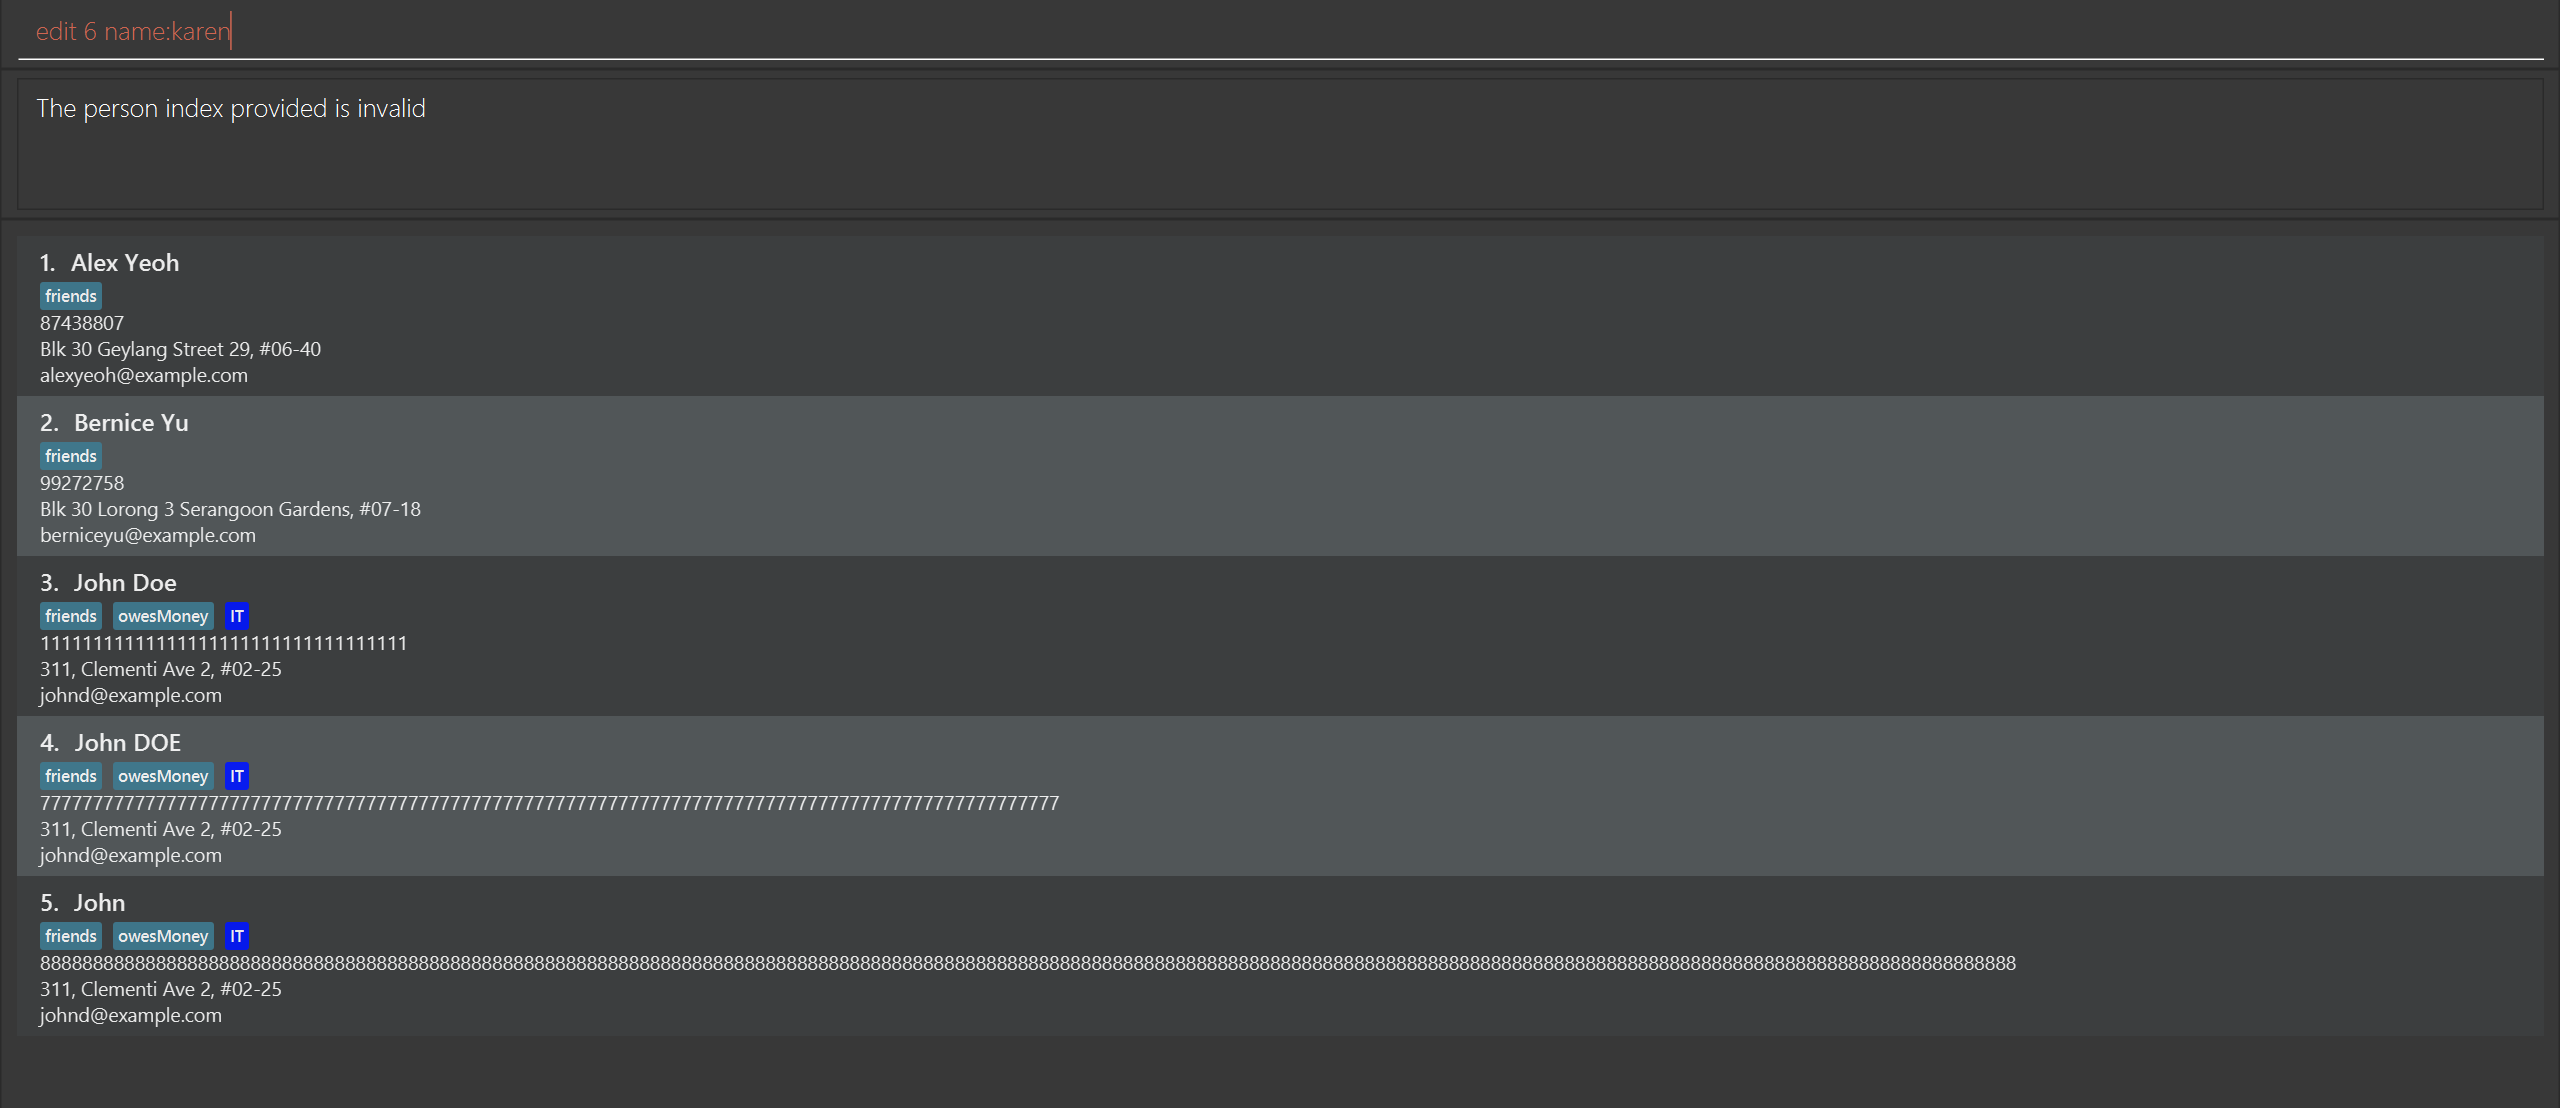 edit 6 name:karen
The person index provided is invalid
1. Alex Yeoh
friends
87438807
Blk 30 Geylang Street 29, #06-40
alexyeoh@example.com
2. Bernice Yu
friends
99272758
Blk 30 Lorong 3 Serangoon Gardens, #07-18
berniceyu@example.com
3. John Doe
friends owesMoney IT
11111111111111111111111111111111111
311, Clementi Ave 2, #02-25
johnd@example.com
4. John DOE
friends owesMoney IT
7777777777777777777777777777777777777777777777777777777777777777777777777777777777777777777777777
311, Clementi Ave 2, #02-25
johnd@example.com
5. John
friends owesMoney IT
88888888888888888888888888888888888888888888888888888888888888888888888888888888888888888888888888888888888888888888888888888888888888888888888888888888888888888888888888888888888888888888
311, Clementi Ave 2, #02-25
johnd@example.com